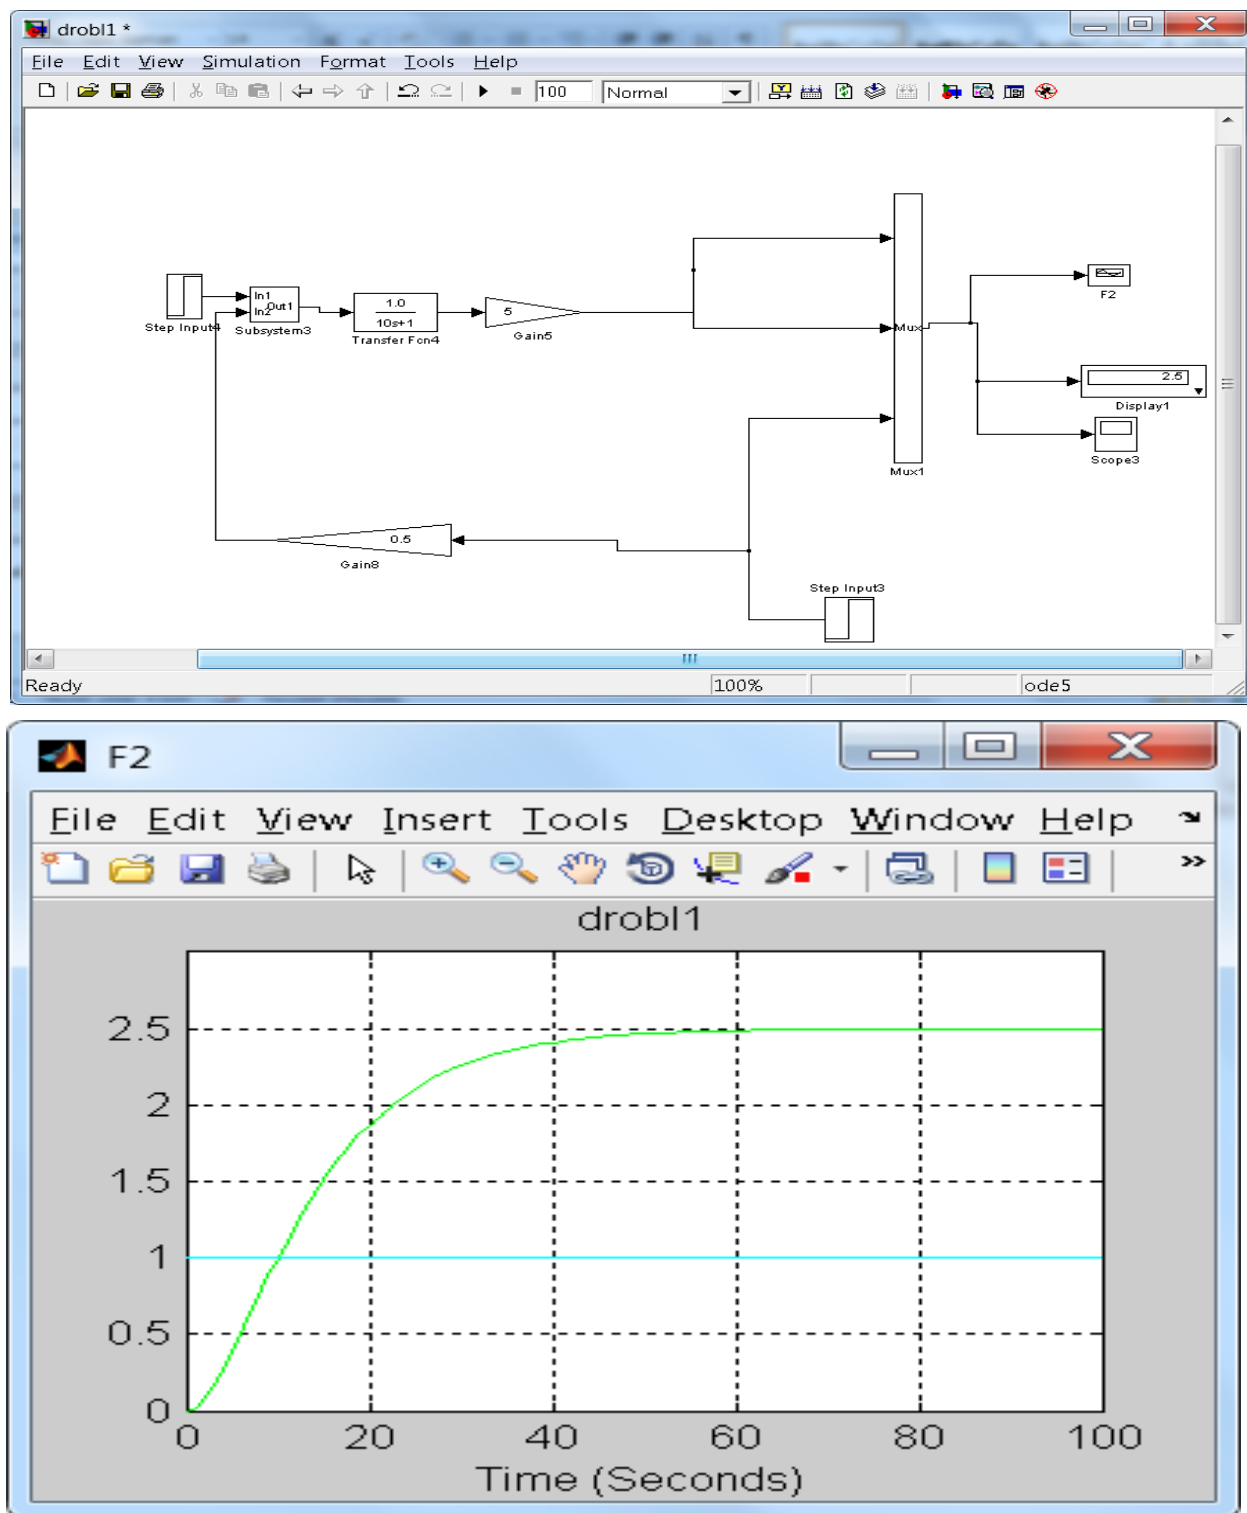 drobl1 *
File Edit View Simulation Format Tools Help
100 Normal
Step Input4
In1
In2
Out1
Subsystem3
1.0
10s+1
Transfer Fcn4
5
Gain5
Mux
Mux1
F2
2.5
Display1
Scope3
0.5
Gain8
Step Input3
Ready 100% ode5
F2
File Edit View Insert Tools Desktop Window Help
drobl1
2.5
2
1.5
1
0.5
0
0 20 40 60 80 100
Time (Seconds)